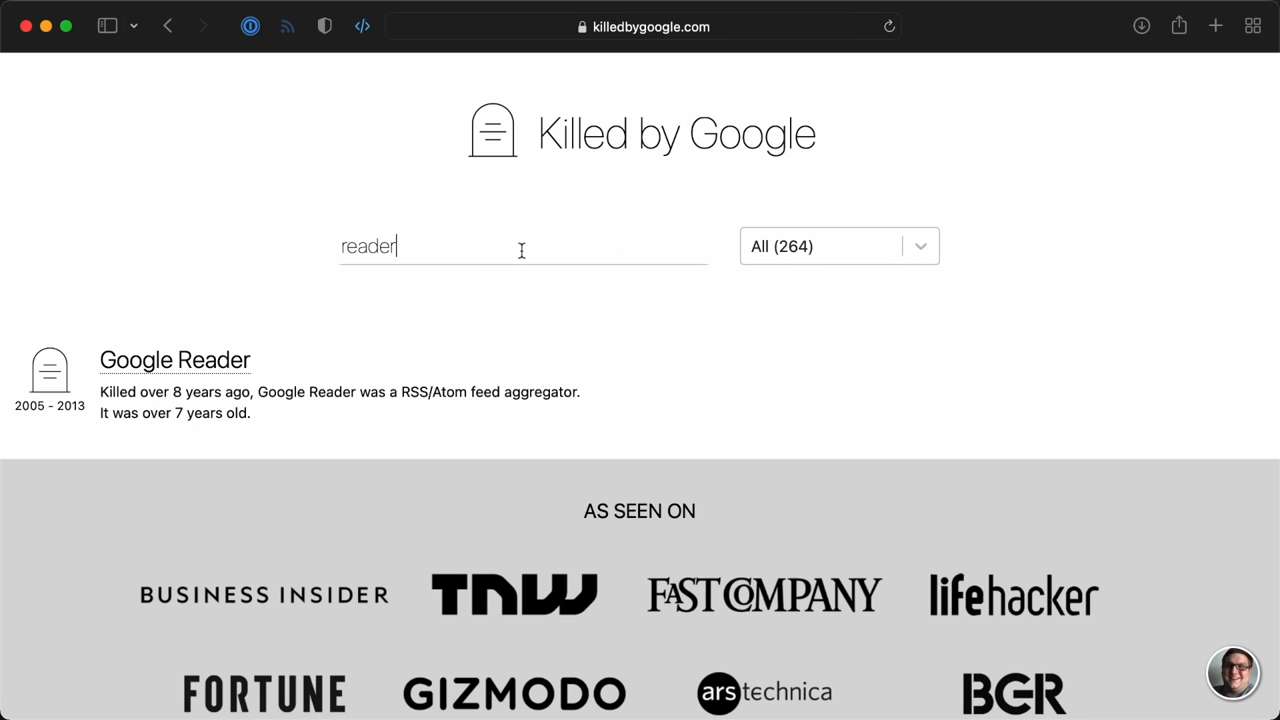 killedbygoogle.com
Killed by Google
reader
All (264)
Google Reader
Killed over 8 years ago, Google Reader was a RSS/Atom feed aggregator.
2005 - 2013
It was over 7 years old.
AS SEEN ON
BUSINESS INSIDER
TNW
FAST COMPANY
lifehacker
FORTUNE
GIZMODO
ars technica
BGR